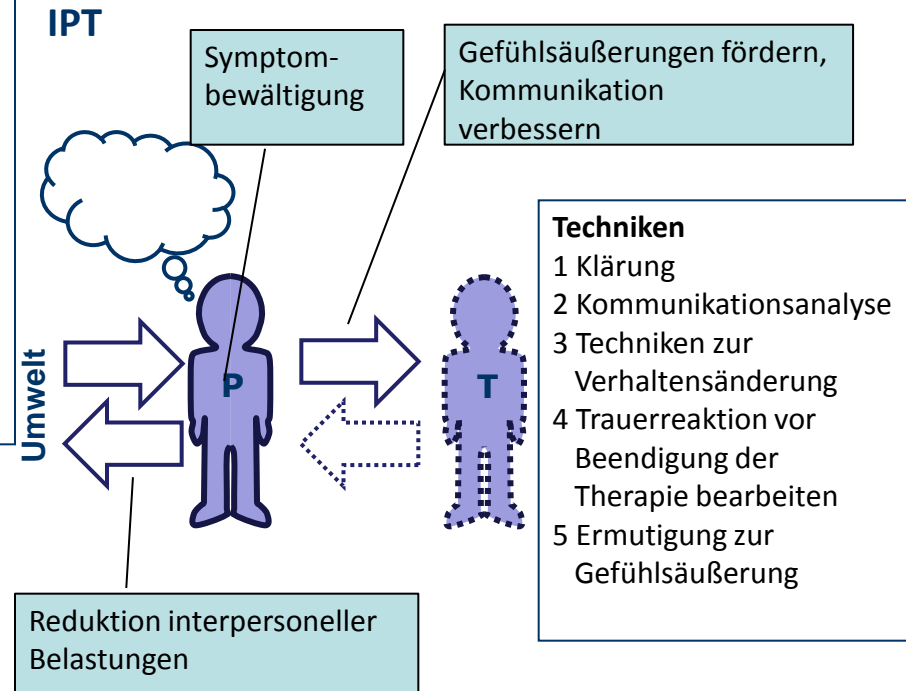 IPT
Symptom-
bewältigung
Gefühlsäußerungen fördern,
Kommunikation
verbessern
Techniken
1 Klärung
2 Kommunikationsanalyse
3 Techniken zur
Verhaltensänderung
4 Trauerreaktion vor
Beendigung der
Therapie bearbeiten
5 Ermutigung zur
Gefühlsäußerung
Umwelt
P
T
Reduktion interpersoneller
Belastungen